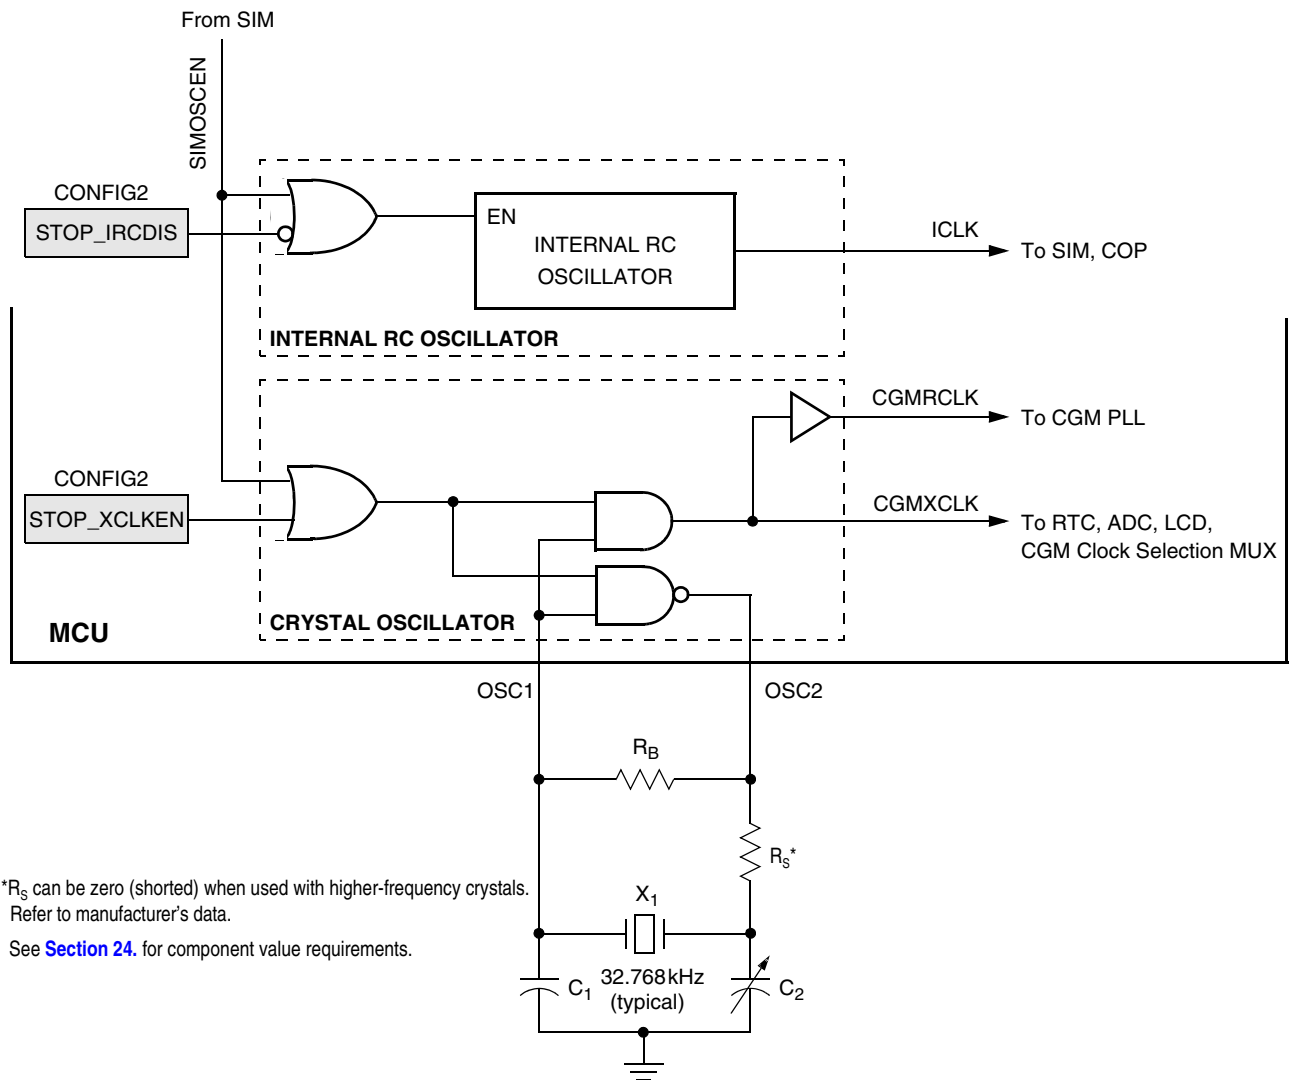 From SIM
SIMOSCEN
CONFIG2
STOP_IRCDIS
EN
INTERNAL RC
OSCILLATOR
ICLK
To SIM, COP
INTERNAL RC OSCILLATOR
CGMRCLK
To CGM PLL
CONFIG2
STOP_XCLKEN
CGMXCLK
To RTC, ADC, LCD,
CGM Clock Selection MUX
MCU
CRYSTAL OSCILLATOR
OSC1
OSC2
RB
RS*
*RS can be zero (shorted) when used with higher-frequency crystals.
Refer to manufacturer's data.
See Section 24. for component value requirements.
X1
32.768kHz
(typical)
C1
C2